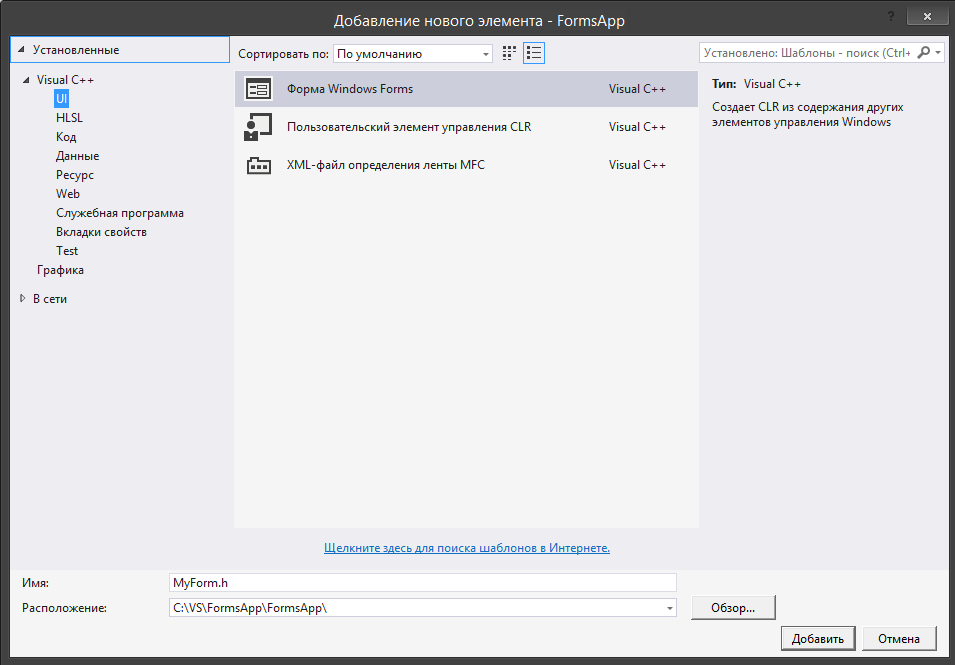 Добавление нового элемента - FormsApp
?
Установленные
Visual C++
UI
HLSL
Код
Данные
Ресурс
Web
Служебная программа
Вкладки свойств
Test
Графика
В сети
Сортировать по: По умолчанию
Форма Windows Forms Visual C++
Пользовательский элемент управления CLR Visual C++
XML-файл определения ленты MFC Visual C++
Щелкните здесь для поиска шаблонов в Интернете.
Установлено: Шаблоны - поиск (Ctrl+
Тип: Visual C++
Создает CLR из содержания других
элементов управления Windows
Имя: MyForm.h
Расположение: C:\VS\FormsApp\FormsApp\
Обзор...
Добавить Отмена